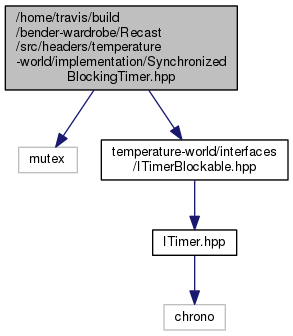 /home/travis/build
/bender-wardrobe/Recast
/src/headers/temperature
-world/implementation/Synchronized
BlockingTimer.hpp
mutex
temperature-world/interfaces
/ITimerBlockable.hpp
ITimer.hpp
chrono